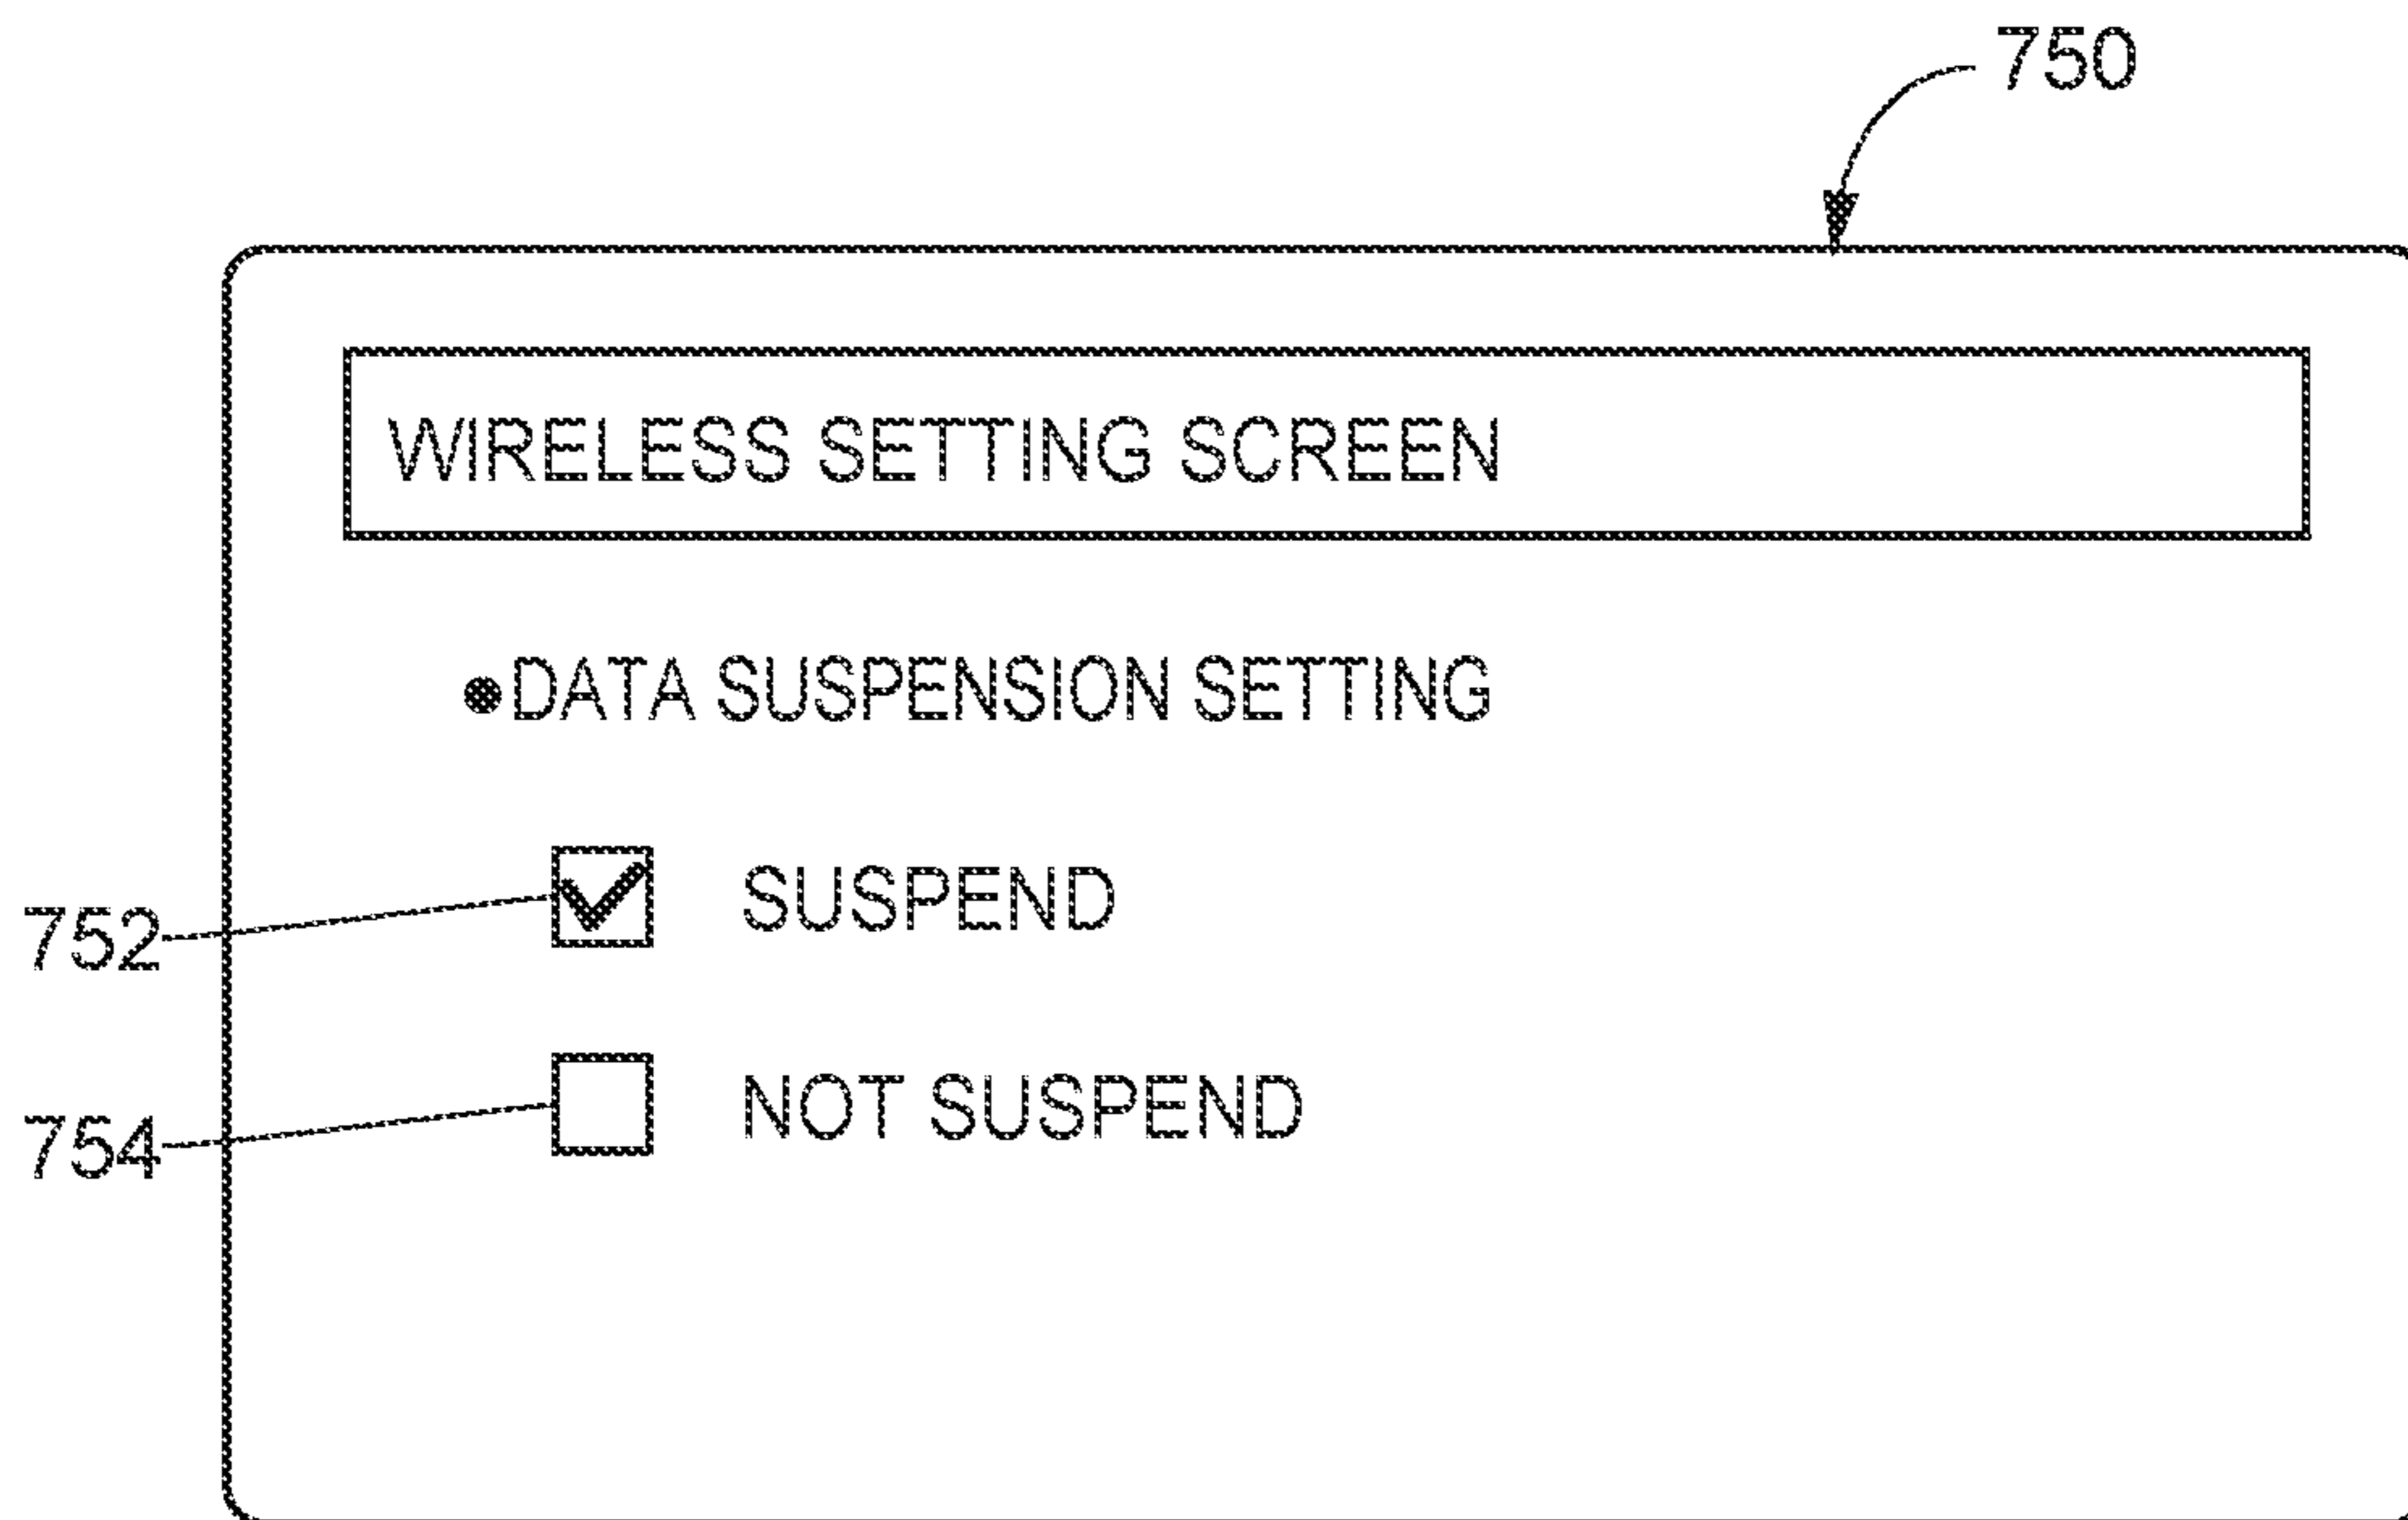 750
WIRELESS SETTING SCREEN
●DATA SUSPENSION SETTING
752 SUSPEND
754 NOT SUSPEND